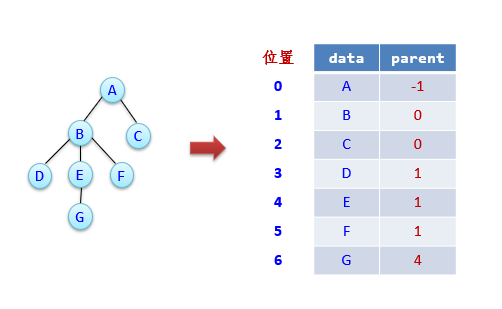 位置 data parent
0 A -1
1 B 0
2 C 0
3 D 1
4 E 1
5 F 1
6 G 4
A
B
C
D E F
G